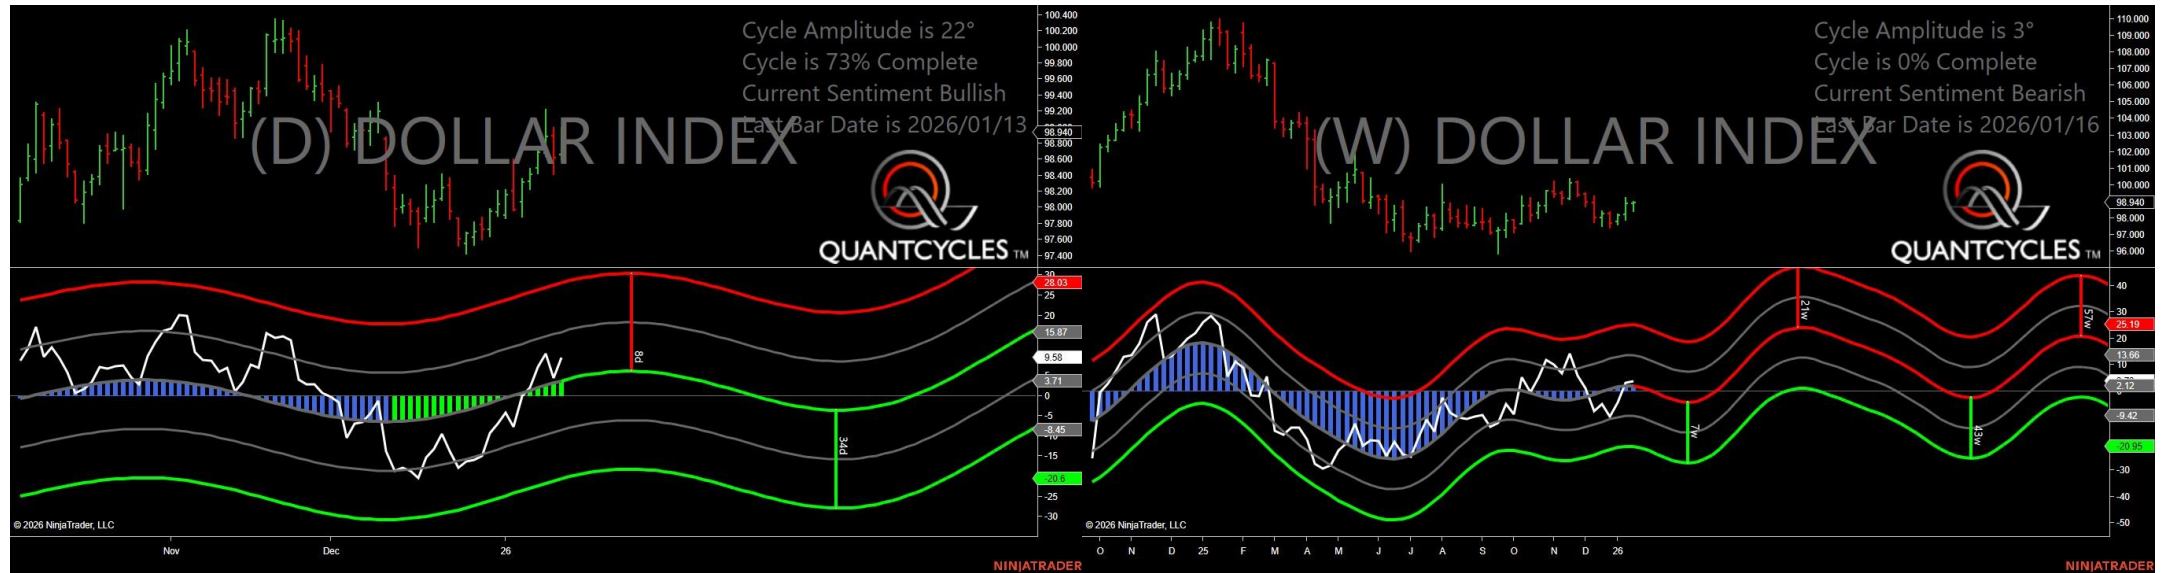 Cycle Amplitude is 22°
Cycle is 73% Complete
Current Sentiment Bullish
Last Bar Date is 2026/01/13
(D) DOLLAR INDEX
QUANTCYCLES TM
100.400
100.200
100.000
99.800
99.600
99.400
99.200
98.940
98.800
98.600
98.400
98.200
98.000
97.800
97.600
97.400
30
28.03
25
20
15.87
9.58
3.71
0
-5
-8.45
-15
-20.6
-25
-30
8d
34d
© 2026 NinjaTrader, LLC
Nov
Dec
26
NINJATRADER
Cycle Amplitude is 3°
Cycle is 0% Complete
Current Sentiment Bearish
Last Bar Date is 2026/01/16
(W) DOLLAR INDEX
QUANTCYCLES TM
110.000
109.000
108.000
107.000
106.000
105.000
104.000
103.000
102.000
101.000
100.000
98.940
98.000
97.000
96.000
40
30
25.19
20
13.66
10
2.12
-9.42
-20.95
-30
-40
-50
21w
57w
7w
43w
© 2026 NinjaTrader, LLC
O N D 25 F M A M J J A S O N D 26
NINJATRADER